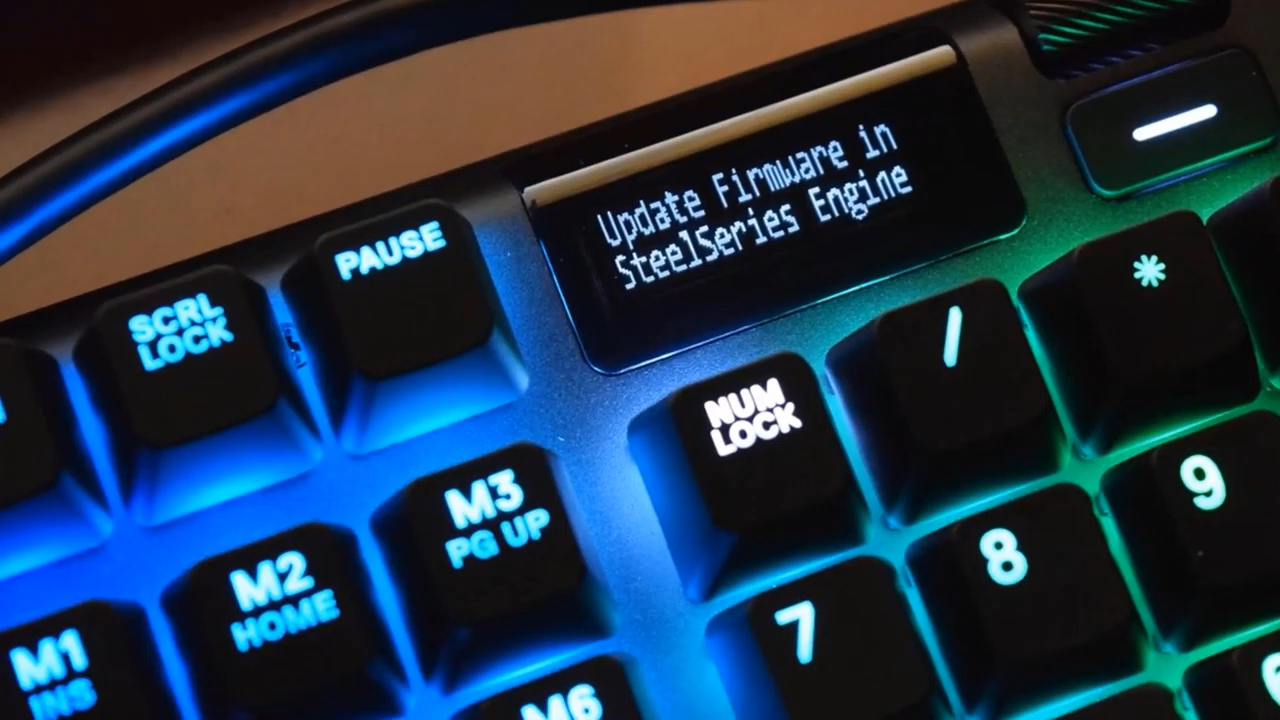 Update Firmware in
SteelSeries Engine
PAUSE
SCRL
LOCK
NUM
LOCK
/
*
M3
PG UP
9
8
M2
HOME
7
M1
INS
M6